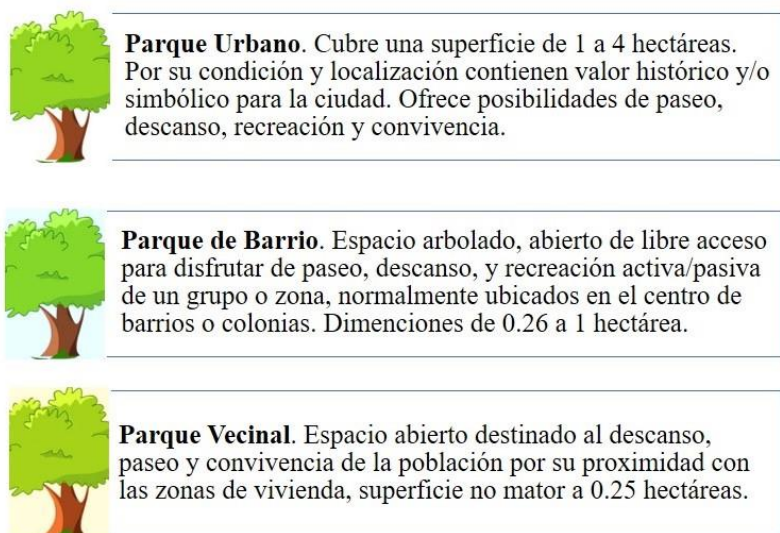 Parque Urbano. Cubre una superficie de 1 a 4 hectáreas.
Por su condición y localización contienen valor histórico y/o
simbólico para la ciudad. Ofrece posibilidades de paseo,
descanso, recreación y convivencia.
Parque de Barrio. Espacio arbolado, abierto de libre acceso
para disfrutar de paseo, descanso, y recreación activa/pasiva
de un grupo o zona, normalmente ubicados en el centro de
barrios o colonias. Dimenciones de 0.26 a 1 hectárea.
Parque Vecinal. Espacio abierto destinado al descanso,
paseo y convivencia de la población por su proximidad con
las zonas de vivienda, superficie no mator a 0.25 hectáreas.